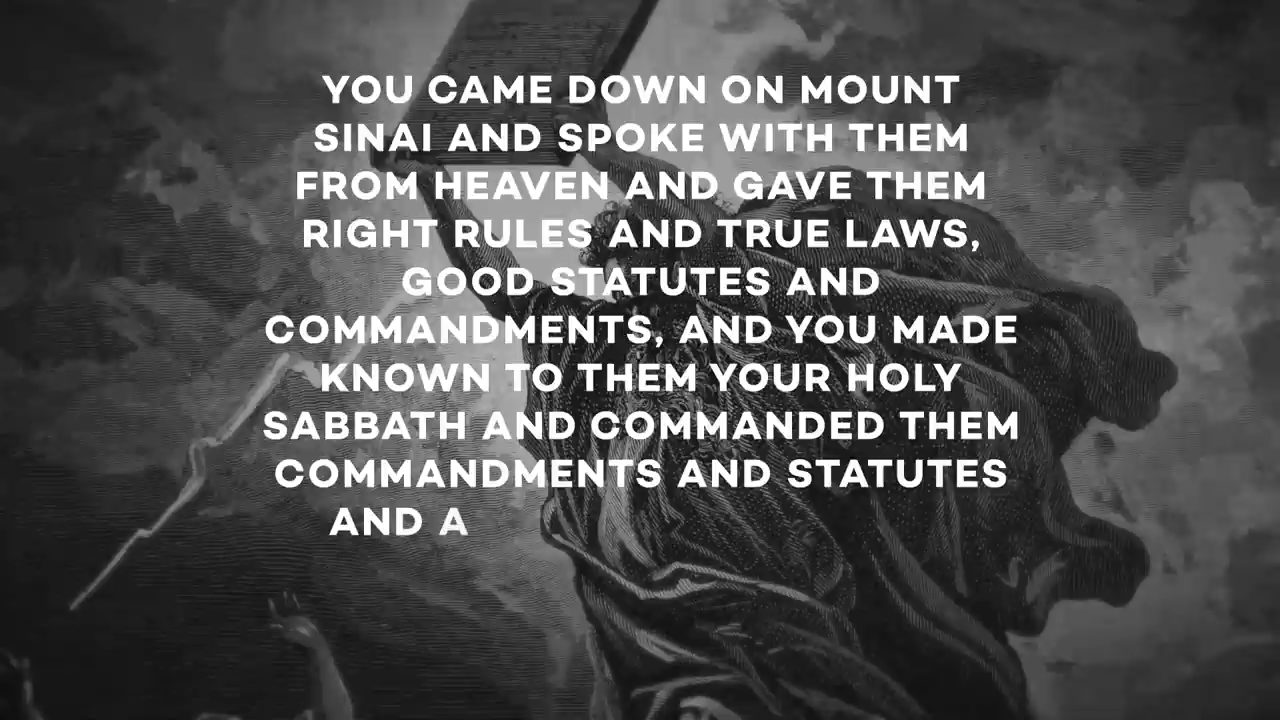 YOU CAME DOWN ON MOUNT
SINAI AND SPOKE WITH THEM
FROM HEAVEN AND GAVE THEM
RIGHT RULES AND TRUE LAWS,
GOOD STATUTES AND
COMMANDMENTS, AND YOU MADE
KNOWN TO THEM YOUR HOLY
SABBATH AND COMMANDED THEM
COMMANDMENTS AND STATUTES
AND A